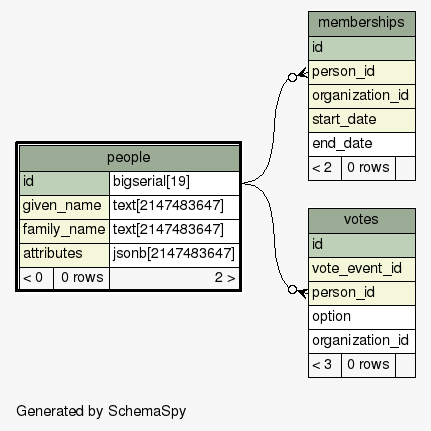 memberships
id
person_id
organization_id
start_date
end_date
< 2 0 rows
people
id bigserial[19]
given_name text[2147483647]
family_name text[2147483647]
attributes jsonb[2147483647]
< 0 0 rows 2 >
votes
id
vote_event_id
person_id
option
organization_id
< 3 0 rows
Generated by SchemaSpy